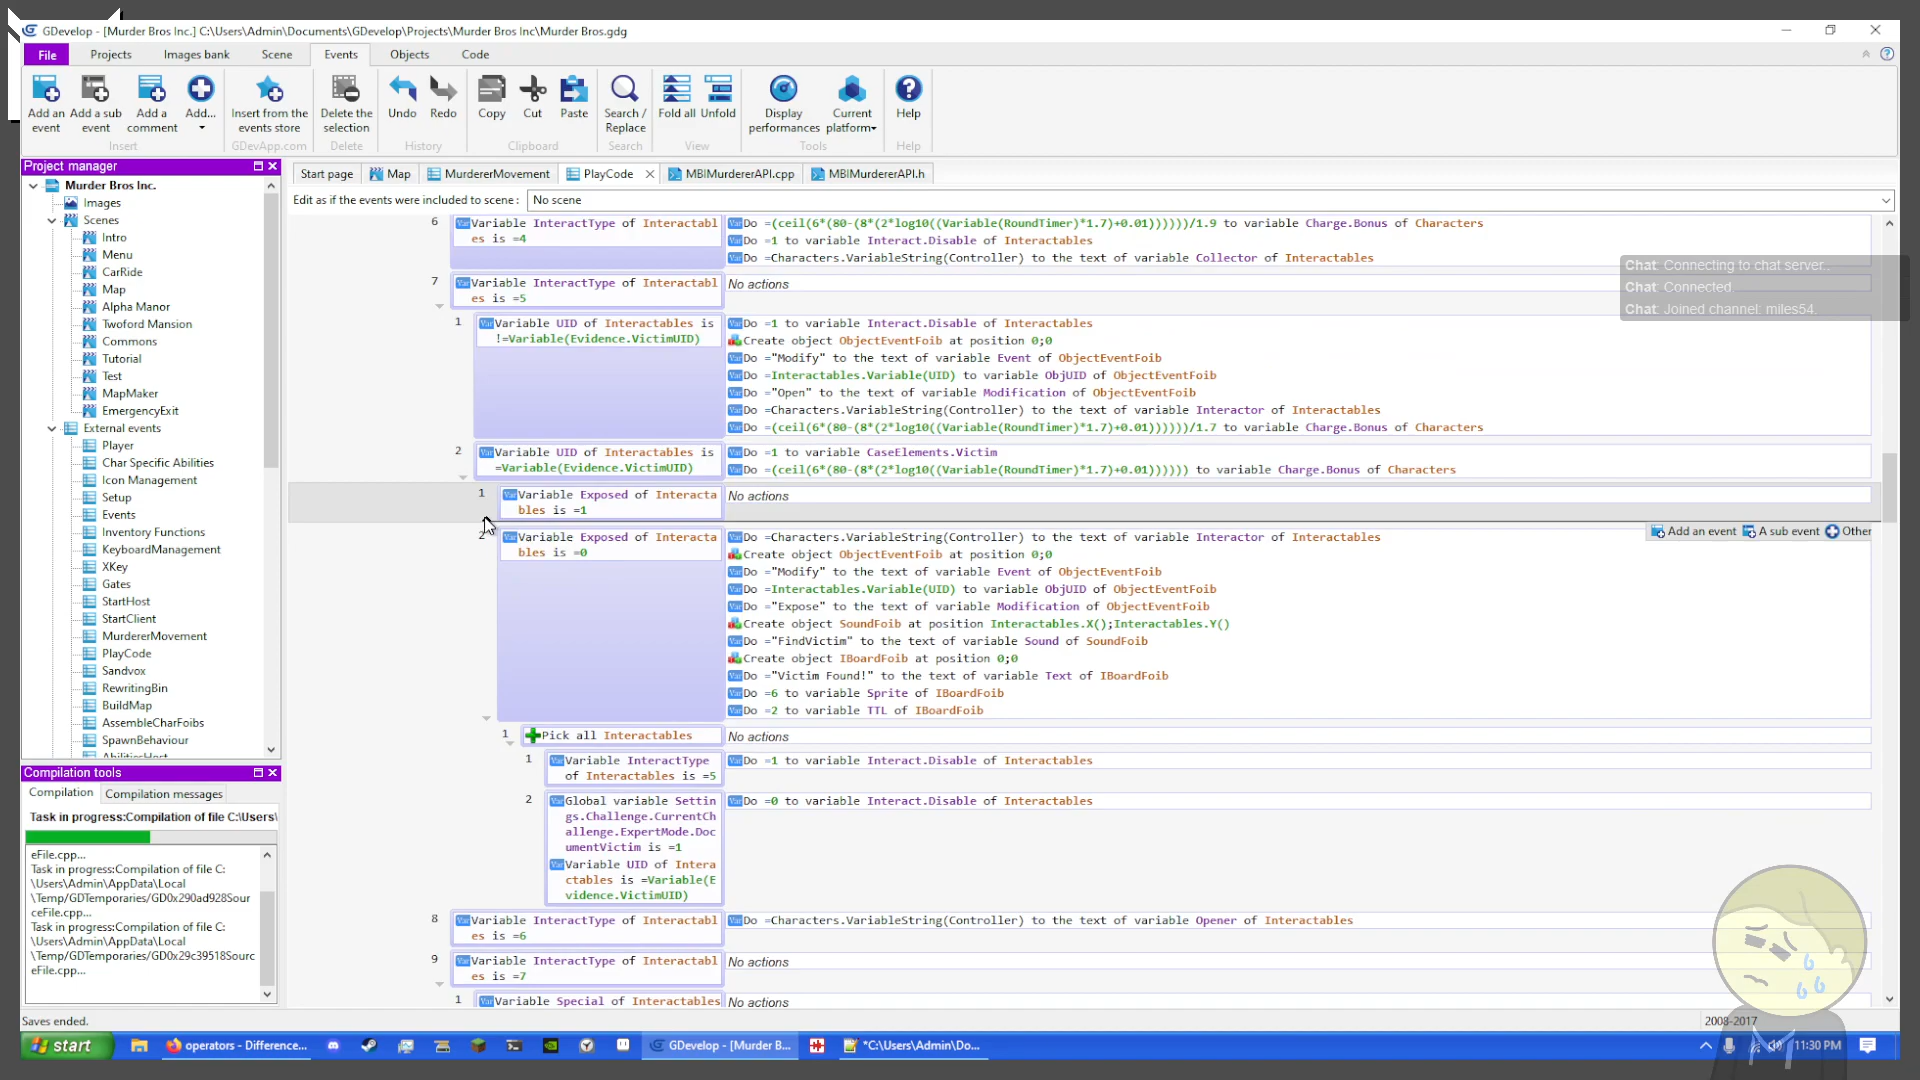 GDevelop - [Murder Bros Inc.] C:\Users\Admin\Documents\GDevelop\Projects\Murder Bros Inc\Murder Bros.gdg
File Projects Images bank Scene Events Objects Code
Add an event
Add a sub event
Add a comment
Add...
Insert from the events store
Delete the selection
Undo Redo
Copy Cut Paste
Search / Replace
Fold all Unfold
Display performances
Current platform
Help
Insert GDevApp.com Delete History Clipboard Search View Tools Help
Project manager
Start page Map MurdererMovement PlayCode MBIMurdererAPI.cpp MBIMurdererAPI.h
Edit as if the events were included to scene : No scene
Murder Bros Inc.
Images
Scenes
Intro
Menu
CarRide
Map
Alpha Manor
Twoford Mansion
Commons
Tutorial
Test
MapMaker
EmergencyExit
External events
Player
Char Specific Abilities
Icon Management
Setup
Events
Inventory Functions
KeyboardManagement
XKey
Gates
StartHost
StartClient
MurdererMovement
PlayCode
Sandvox
RewritingBin
BuildMap
AssembleCharFoibs
SpawnBehaviour
AbilitiesHost
Compilation tools
Compilation Compilation messages
Task in progress:Compilation of file C:\Users\
eFile.cpp...
Task in progress:Compilation of file C:
\Users\Admin\AppData\Local
\Temp/GDTemporaries/GD0x290ad928Sour
ceFile.cpp...
Task in progress:Compilation of file C:
\Users\Admin\AppData\Local
\Temp/GDTemporaries/GD0x29c39518Sourc
eFile.cpp...
6 Variable InteractType of Interactabl
es is =4
Do =(ceil(6*(80-(8*(2*log10((Variable(RoundTimer)*1.7)+0.01))))))/1.9 to variable Charge.Bonus of Characters
Do =1 to variable Interact.Disable of Interactables
Do =Characters.VariableString(Controller) to the text of variable Collector of Interactables
7 Variable InteractType of Interactabl
es is =5
No actions
1 Variable UID of Interactables is
!=Variable(Evidence.VictimUID)
Do =1 to variable Interact.Disable of Interactables
Create object ObjectEventFoib at position 0;0
Do ="Modify" to the text of variable Event of ObjectEventFoib
Do =Interactables.Variable(UID) to variable ObjUID of ObjectEventFoib
Do ="Open" to the text of variable Modification of ObjectEventFoib
Do =Characters.VariableString(Controller) to the text of variable Interactor of Interactables
Do =(ceil(6*(80-(8*(2*log10((Variable(RoundTimer)*1.7)+0.01))))))/1.7 to variable Charge.Bonus of Characters
2 Variable UID of Interactables is
=Variable(Evidence.VictimUID)
Do =1 to variable CaseElements.Victim
Do =(ceil(6*(80-(8*(2*log10((Variable(RoundTimer)*1.7)+0.01)))))) to variable Charge.Bonus of Characters
1 Variable Exposed of Interacta
bles is =1
No actions
Add an event A sub event Other
2 Variable Exposed of Interacta
bles is =0
Do =Characters.VariableString(Controller) to the text of variable Interactor of Interactables
Create object ObjectEventFoib at position 0;0
Do ="Modify" to the text of variable Event of ObjectEventFoib
Do =Interactables.Variable(UID) to variable ObjUID of ObjectEventFoib
Do ="Expose" to the text of variable Modification of ObjectEventFoib
Create object SoundFoib at position Interactables.X();Interactables.Y()
Do ="FindVictim" to the text of variable Sound of SoundFoib
Create object IBoardFoib at position 0;0
Do ="Victim Found!" to the text of variable Text of IBoardFoib
Do =6 to variable Sprite of IBoardFoib
Do =2 to variable TTL of IBoardFoib
1 Pick all Interactables
No actions
1 Variable InteractType
of Interactables is =5
Do =1 to variable Interact.Disable of Interactables
2 Global variable Settin
gs.Challenge.CurrentCh
allenge.ExpertMode.Doc
umentVictim is =1
Variable UID of Intera
ctables is =Variable(E
vidence.VictimUID)
Do =0 to variable Interact.Disable of Interactables
8 Variable InteractType of Interactabl
es is =6
Do =Characters.VariableString(Controller) to the text of variable Opener of Interactables
9 Variable InteractType of Interactabl
es is =7
No actions
1 Variable Special of Interactables
No actions
Chat: Connecting to chat server..
Chat: Connected
Chat: Joined channel: miles54.
Saves ended.
2008-2017
start
operators - Difference...
GDevelop - [Murder B...
*C:\Users\Admin\Do...
11:30 PM